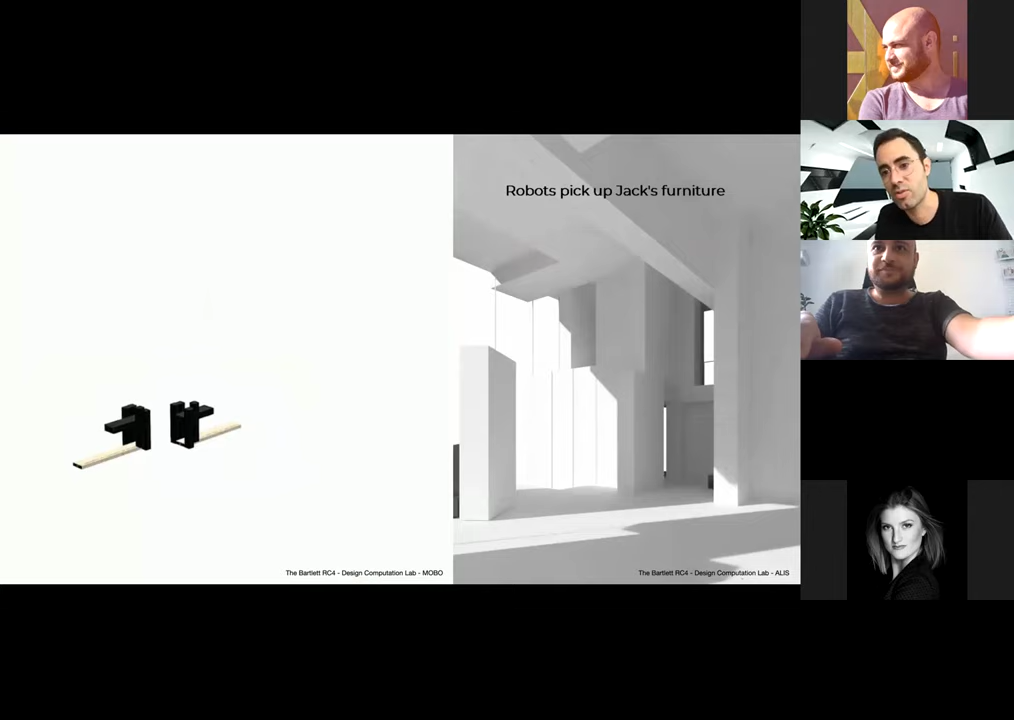 Robots pick up Jack's furniture
The Bartlett RC4 - Design Computation Lab - MOBO
The Bartlett RC4 - Design Computation Lab - ALIS